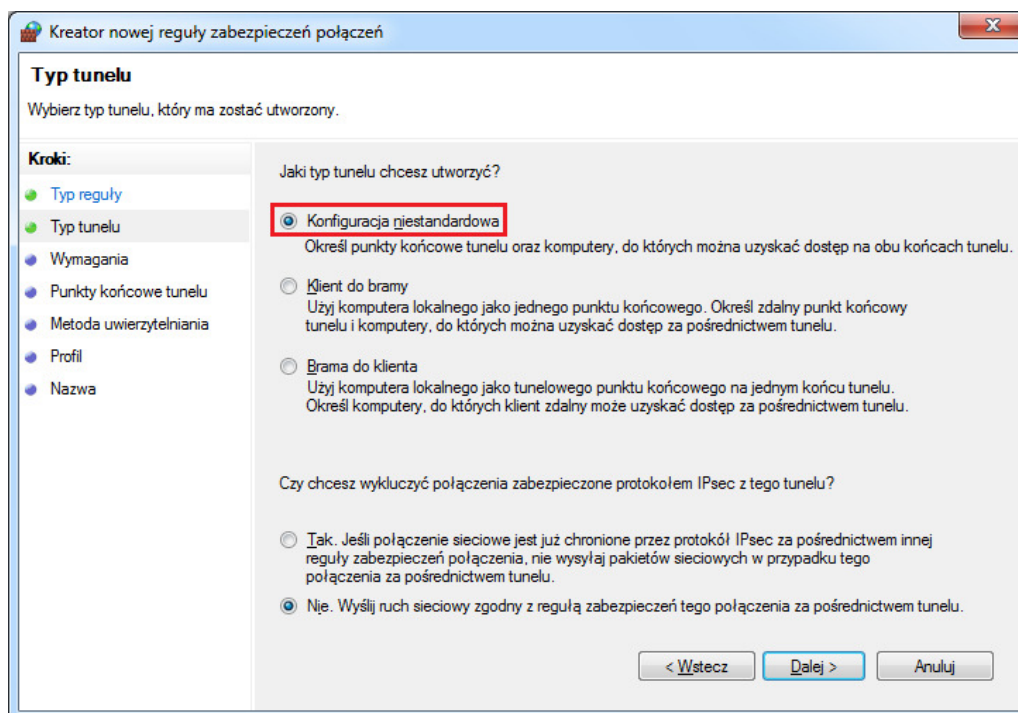 Kreator nowej reguły zabezpieczeń połączeń
Typ tunelu
Wybierz typ tunelu, który ma zostać utworzony.
Kroki:
Typ reguły
Typ tunelu
Wymagania
Punkty końcowe tunelu
Metoda uwierzytelniania
Profil
Nazwa
Jaki typ tunelu chcesz utworzyć?
Konfiguracja niestandardowa
Określ punkty końcowe tunelu oraz komputery, do których można uzyskać dostęp na obu końcach tunelu.
Klient do bramy
Użyj komputera lokalnego jako jednego punktu końcowego. Określ zdalny punkt końcowy
tunelu i komputery, do których można uzyskać dostęp za pośrednictwem tunelu.
Brama do klienta
Użyj komputera lokalnego jako tunelowego punktu końcowego na jednym końcu tunelu.
Określ komputery, do których klient zdalny może uzyskać dostęp za pośrednictwem tunelu.
Czy chcesz wykluczyć połączenia zabezpieczone protokołem IPsec z tego tunelu?
Tak. Jeśli połączenie sieciowe jest już chronione przez protokół IPsec za pośrednictwem innej
reguły zabezpieczeń połączenia, nie wysyłaj pakietów sieciowych w przypadku tego
połączenia za pośrednictwem tunelu.
Nie. Wyślij ruch sieciowy zgodny z regułą zabezpieczeń tego połączenia za pośrednictwem tunelu.
< Wstecz
Dalej >
Anuluj